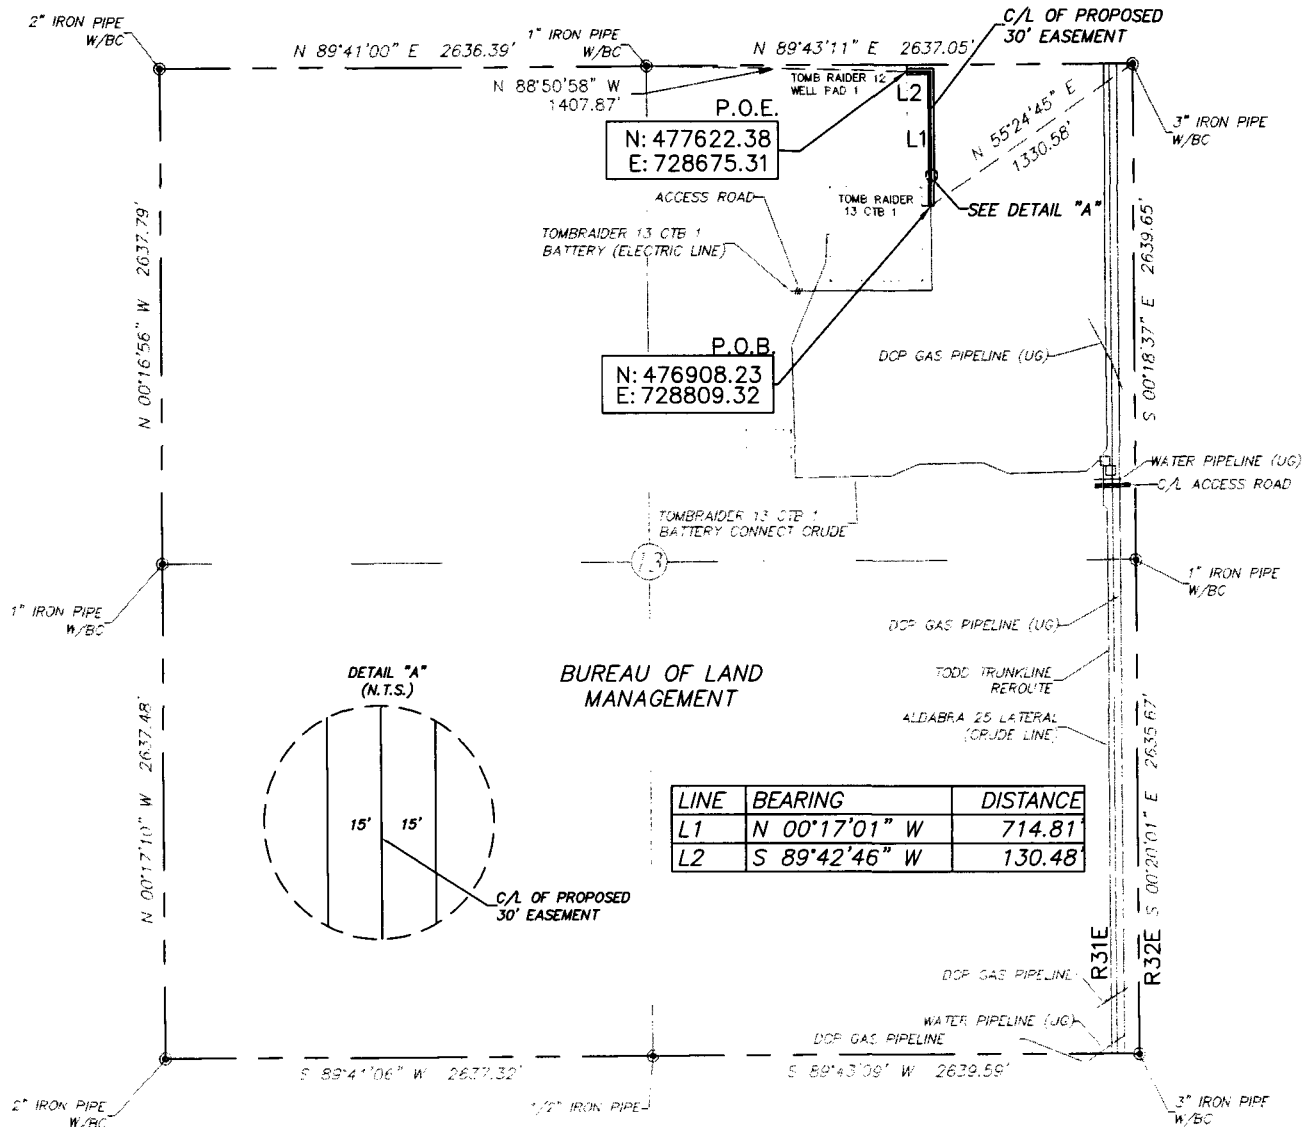 2" IRON PIPE
W/BC
N 89°41'00" E 2636.39'
1" IRON PIPE
W/BC
N 89°43'11" E 2637.05'
C/L OF PROPOSED
30' EASEMENT
N 88°50'58" W
1407.87'
TOMB RAIDER 12
WELL PAD 1
L2
L1
P.O.E.
N: 477622.38
E: 728675.31
N 55°24'45" E
1330.58'
3" IRON PIPE
W/BC
ACCESS ROAD
TOMB RAIDER
13 CTB 1
SEE DETAIL "A"
TOMBRAIDER 13 CTB 1
BATTERY (ELECTRIC LINE)
N 00°16'56" W 2637.79'
S 00°18'37" E 2639.65'
P.O.B.
N: 476908.23
E: 728809.32
DCP GAS PIPELINE (UG)
WATER PIPELINE (UG)
C/L ACCESS ROAD
TOMBRAIDER 13 CTB 1
BATTERY CONNECT CRUDE
13
1" IRON PIPE
W/BC
1" IRON PIPE
W/BC
DCP GAS PIPELINE (UG)
DETAIL "A"
(N.T.S.)
BUREAU OF LAND
MANAGEMENT
TODD TRUNKLINE
REROUTE
ALDABRA 25 LATERAL
(CRUDE LINE)
N 00°17'10" W 2637.48'
S 00°20'01" E 2635.67'
15' 15'
C/L OF PROPOSED
30' EASEMENT
LINE BEARING DISTANCE
L1 N 00°17'01" W 714.81'
L2 S 89°42'46" W 130.48'
R31E
R32E
DCP GAS PIPELINE
WATER PIPELINE (UG)
DCP GAS PIPELINE
S 89°41'06" W 2637.32'
S 89°43'09" W 2639.59'
2" IRON PIPE
W/BC
1/2" IRON PIPE
3" IRON PIPE
W/BC